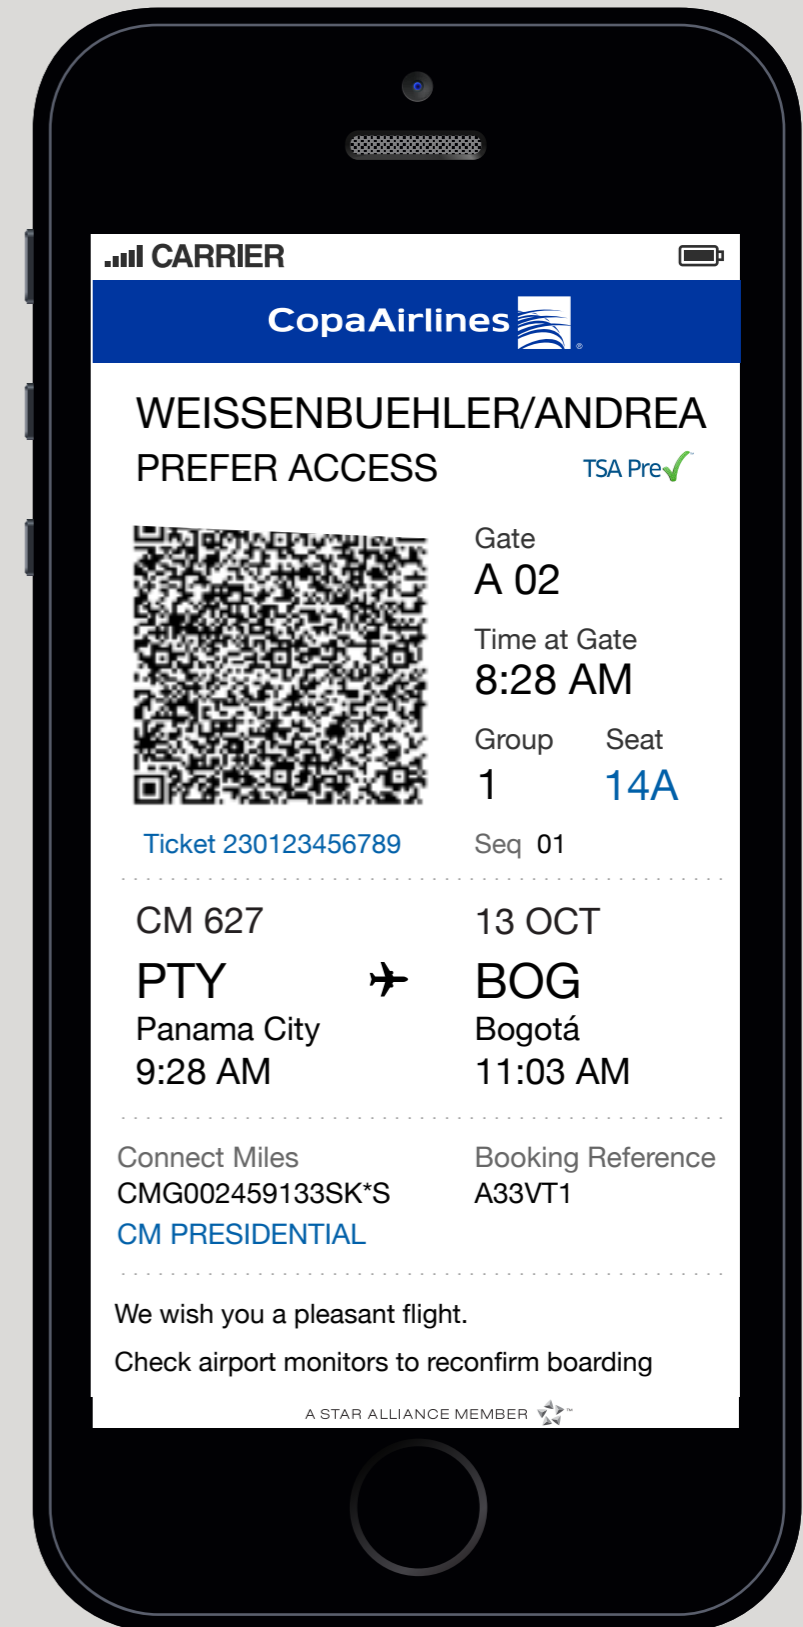 CARRIER
CopaAirlines ®
WEISSENBUEHLER/ANDREA
PREFER ACCESS
TSA Pre✓™
Gate
A 02
Time at Gate
8:28 AM
Group Seat
1 14A
Ticket 230123456789
Seq 01
CM 627 13 OCT
PTY BOG
Panama City Bogotá
9:28 AM 11:03 AM
Connect Miles Booking Reference
CMG002459133SK*S A33VT1
CM PRESIDENTIAL
We wish you a pleasant flight.
Check airport monitors to reconfirm boarding
A STAR ALLIANCE MEMBER ™